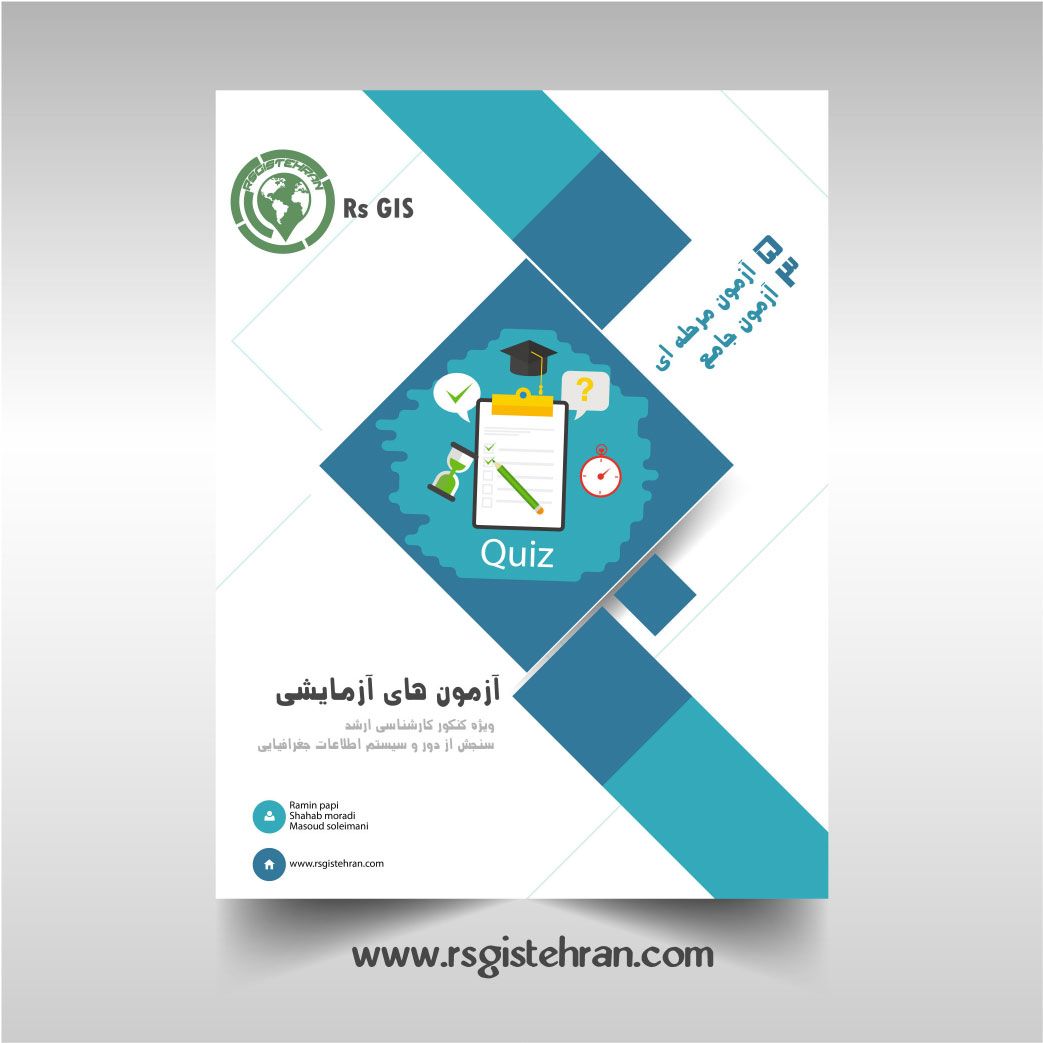 RSGISTEHRAN
Rs GIS
۵ آزمون مرحله ای
۳ آزمون جامع
?
Quiz
آزمون های آزمایشی
ویژه کنکور کارشناسی ارشد
سنجش از دور و سیستم اطلاعات جغرافیایی
Ramin papi
Shahab moradi
Masoud soleimani
www.rsgistehran.com
www.rsgistehran.com